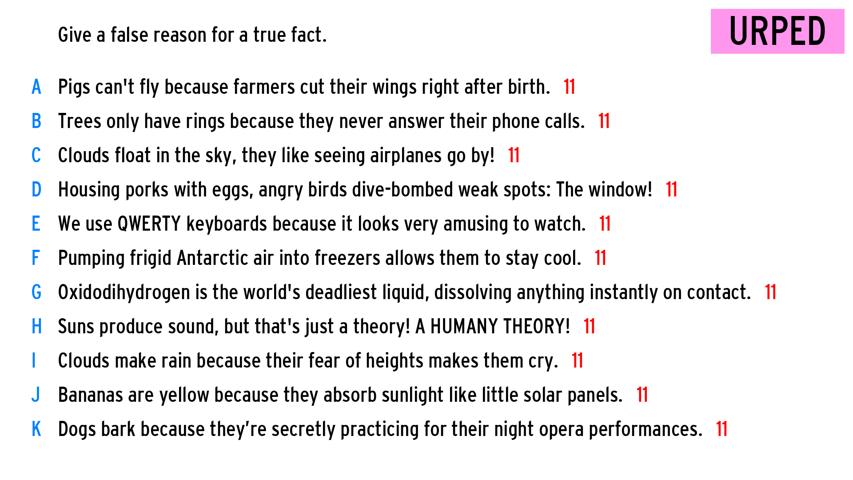 Give a false reason for a true fact.
URPED
A Pigs can't fly because farmers cut their wings right after birth. 11
B Trees only have rings because they never answer their phone calls. 11
C Clouds float in the sky, they like seeing airplanes go by! 11
D Housing porks with eggs, angry birds dive-bombed weak spots: The window! 11
E We use QWERTY keyboards because it looks very amusing to watch. 11
F Pumping frigid Antarctic air into freezers allows them to stay cool. 11
G Oxidodihydrogen is the world's deadliest liquid, dissolving anything instantly on contact. 11
H Suns produce sound, but that's just a theory! A HUMANY THEORY! 11
I Clouds make rain because their fear of heights makes them cry. 11
J Bananas are yellow because they absorb sunlight like little solar panels. 11
K Dogs bark because they’re secretly practicing for their night opera performances. 11